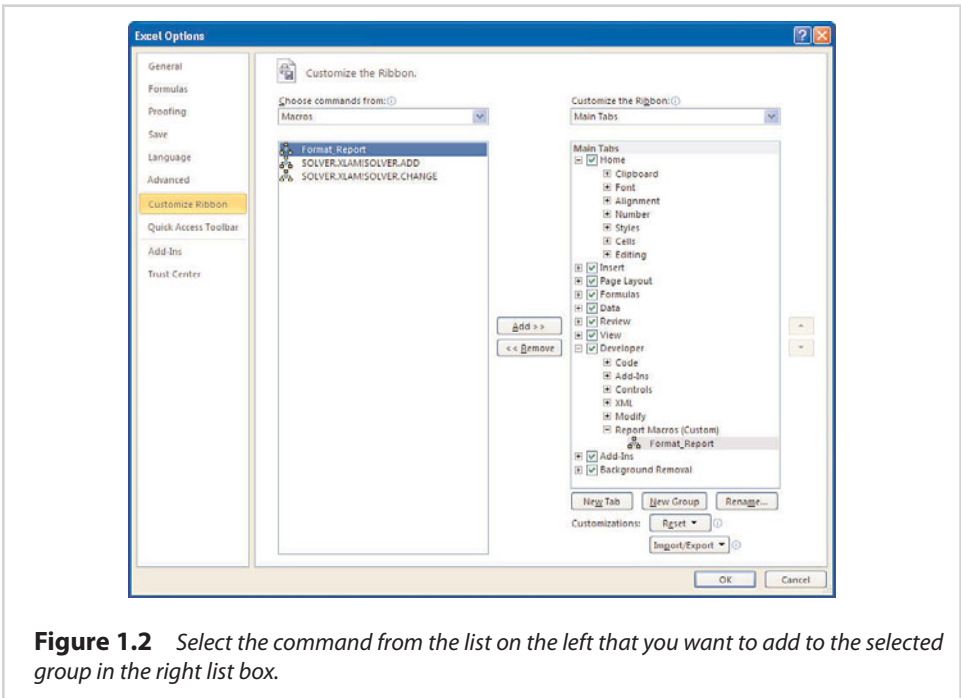 Excel Options
General
Formulas
Proofing
Save
Language
Advanced
Customize Ribbon
Quick Access Toolbar
Add-Ins
Trust Center
Customize the Ribbon.
Choose commands from:
Macros
Format_Report
SOLVER.XLAM!SOLVER.ADD
SOLVER.XLAM!SOLVER.CHANGE
Add >>
<< Remove
Customize the Ribbon:
Main Tabs
Main Tabs
Home
Clipboard
Font
Alignment
Number
Styles
Cells
Editing
Insert
Page Layout
Formulas
Data
Review
View
Developer
Code
Add-Ins
Controls
XML
Modify
Report Macros (Custom)
Format_Report
Add-Ins
Background Removal
New Tab New Group Rename...
Customizations: Reset
Import/Export
OK Cancel
Figure 1.2 Select the command from the list on the left that you want to add to the selected
group in the right list box.